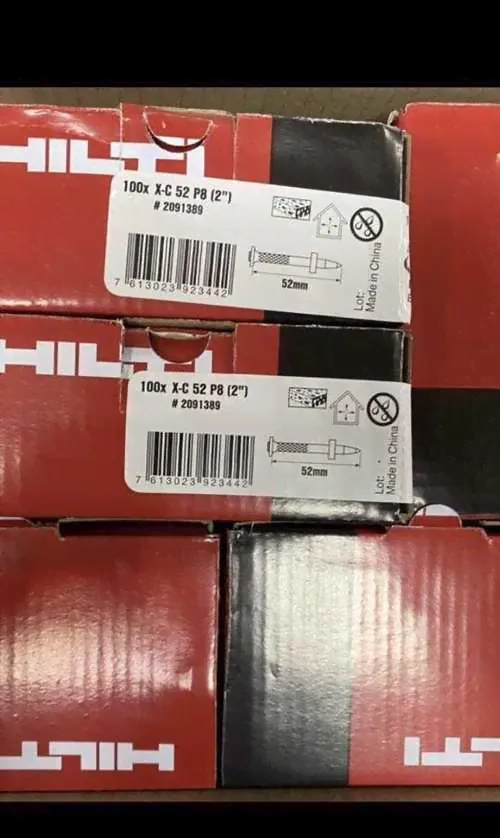 HILTI
100x X-C 52 P8 (2")
# 2091389
52mm
7 613023 923442
Lot:
Made in China
HILTI
100x X-C 52 P8 (2")
# 2091389
52mm
7 613023 923442
Lot:
Made in China
HILTI
LTI